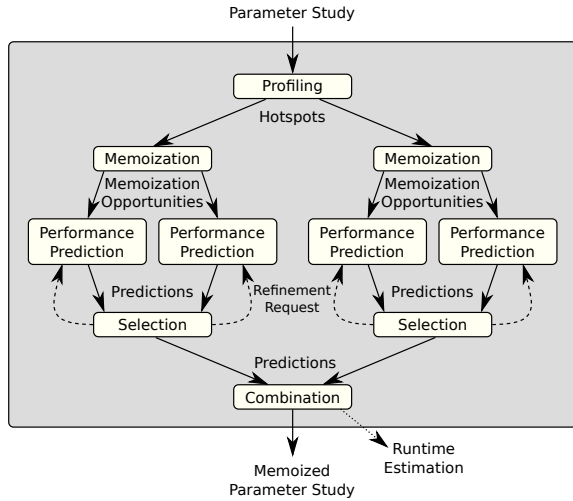 Parameter Study
Profiling
Hotspots
Memoization
Memoization
Memoization
Opportunities
Memoization
Opportunities
Performance
Prediction
Performance
Prediction
Performance
Prediction
Performance
Prediction
Predictions
Refinement
Request
Predictions
Selection
Selection
Predictions
Combination
Runtime
Estimation
Memoized
Parameter Study